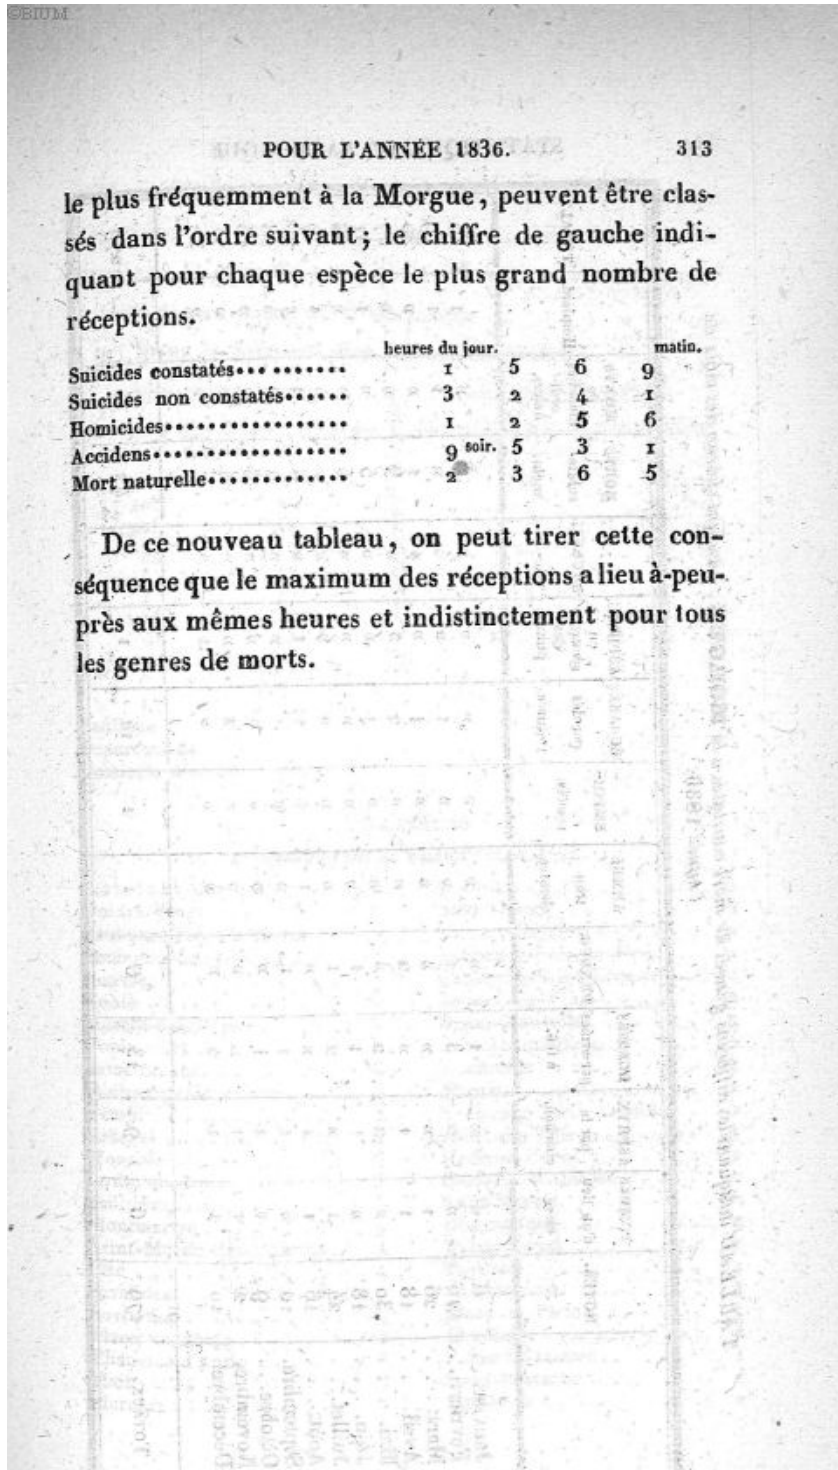 ©BIUM
POUR L'ANNÉE 1836. 313
le plus fréquemment à la Morgue, peuvent être clas-
sés dans l'ordre suivant; le chiffre de gauche indi-
quant pour chaque espèce le plus grand nombre de
réceptions.
heures du jour. matin.
Suicides constatés.......... 1 5 6 9
Suicides non constatés...... 3 2 4 1
Homicides................. 1 2 5 6
Accidens.................. 9 soir. 5 3 1
Mort naturelle............. 2 3 6 5
De ce nouveau tableau, on peut tirer cette con-
séquence que le maximum des réceptions a lieu à-peu-
près aux mêmes heures et indistinctement pour tous
les genres de morts.